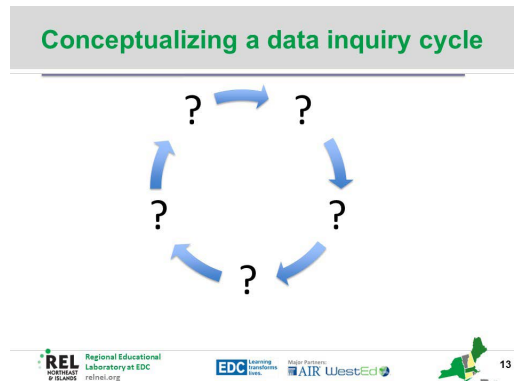 Conceptualizing a data inquiry cycle
? ?
? ?
?
REL
NORTHEAST
& ISLANDS
Regional Educational
Laboratory at EDC
relnei.org
EDC Learning
transforms
lives.
Major Partners:
AIR WestEd
13